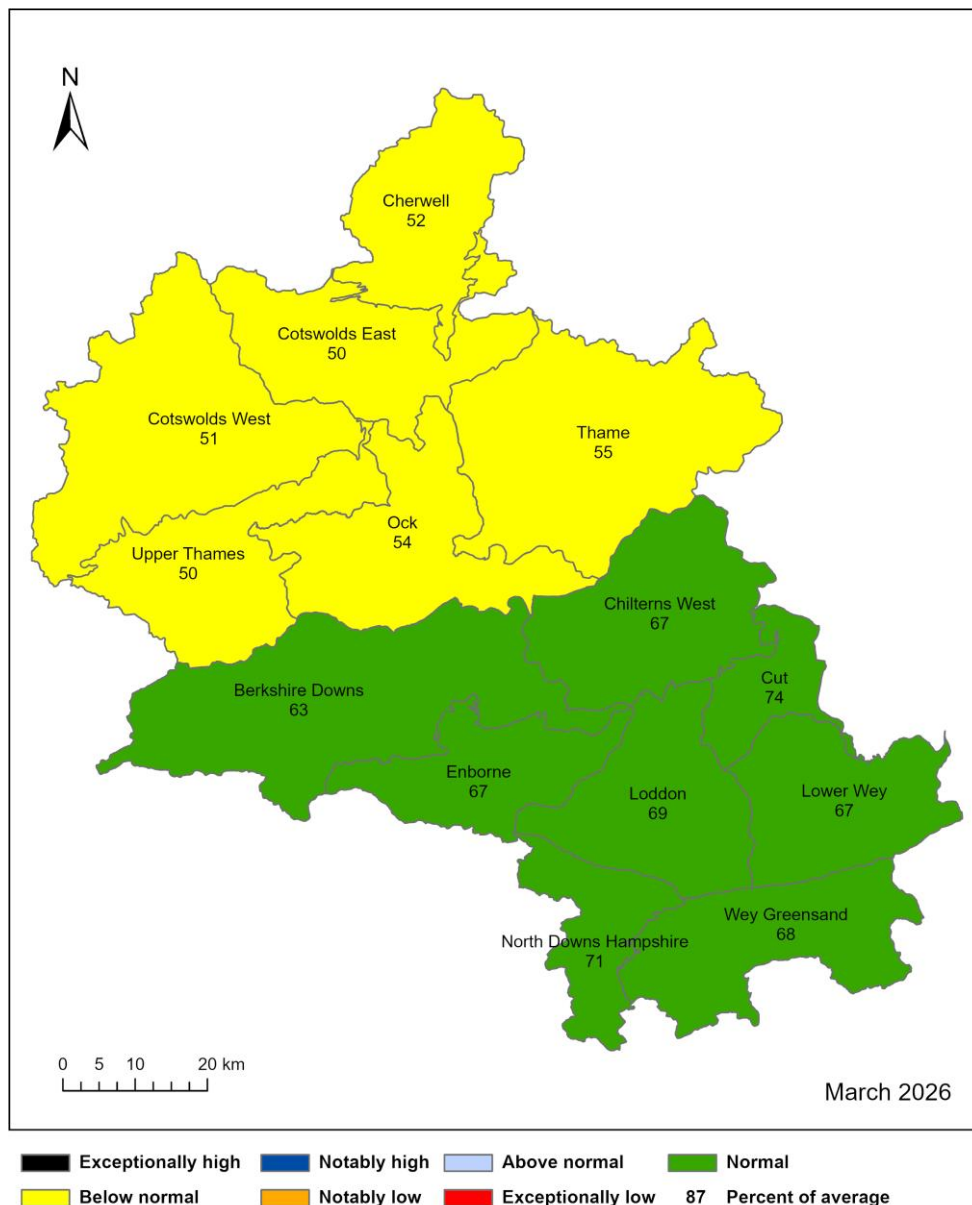 N
Cherwell
52
Cotswolds East
50
Cotswolds West
51
Thame
55
Ock
54
Upper Thames
50
Chilterns West
67
Cut
74
Berkshire Downs
63
Enborne
67
Loddon
69
Lower Wey
67
Wey Greensand
68
North Downs Hampshire
71
0 5 10 20 km
March 2026
Exceptionally high Notably high Above normal Normal
Below normal Notably low Exceptionally low 87 Percent of average